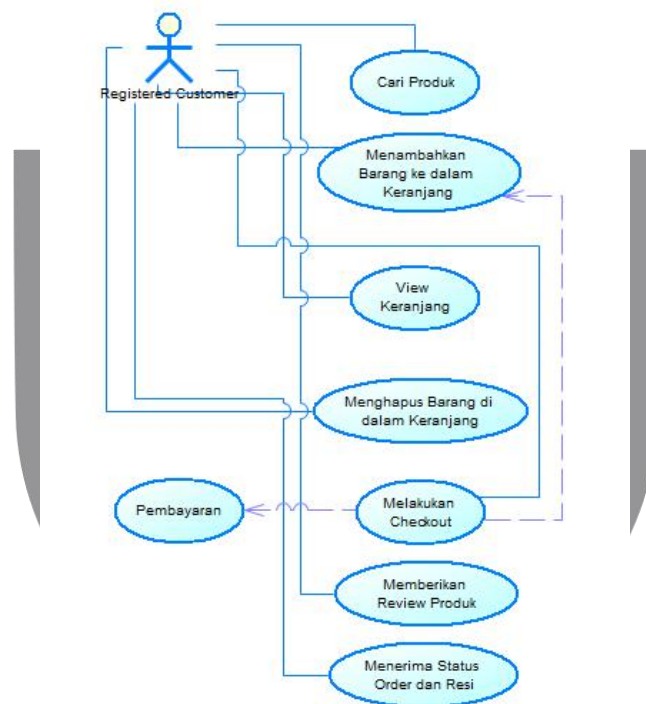 Registered Customer
Cari Produk
Menambahkan
Barang ke dalam
Keranjang
View
Keranjang
Menghapus Barang di
dalam Keranjang
Pembayaran
Melakukan
Checkout
Memberikan
Review Produk
Menerima Status
Order dan Resi